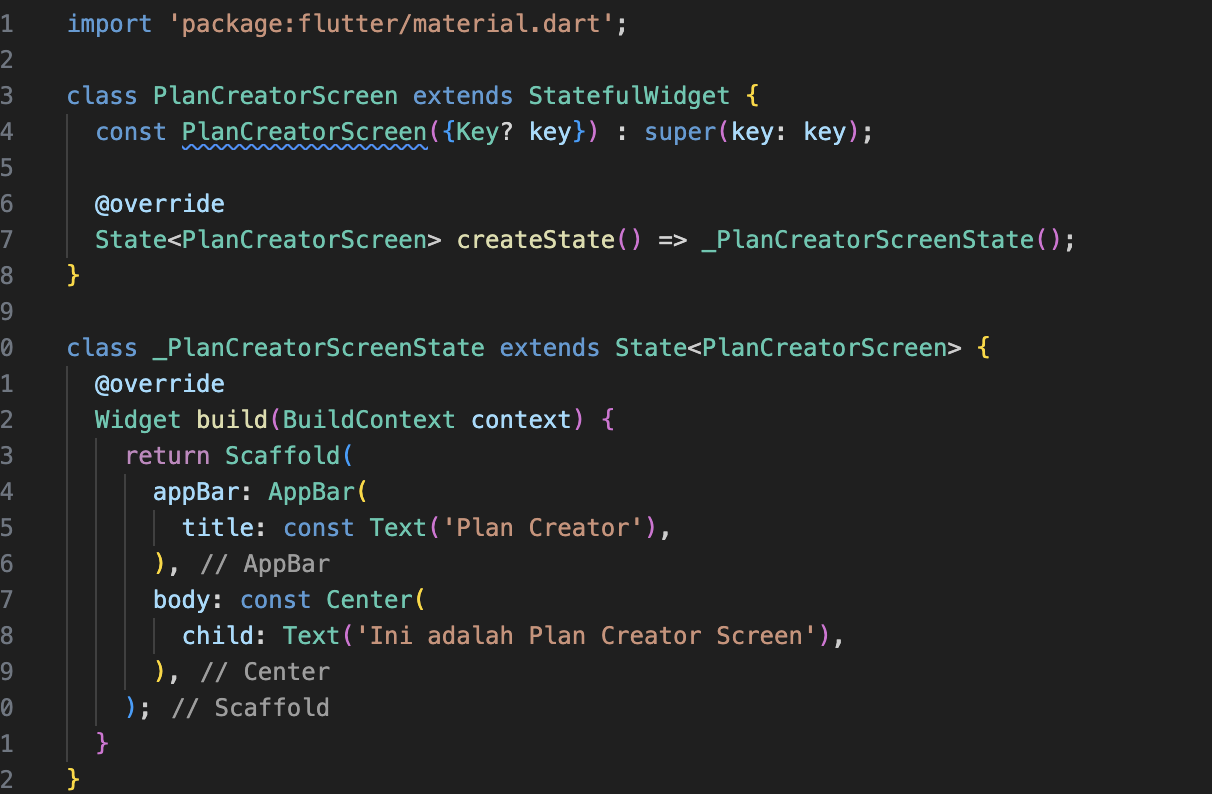 1 import 'package:flutter/material.dart';
2
3 class PlanCreatorScreen extends StatefulWidget {
4 const PlanCreatorScreen({Key? key}) : super(key: key);
5
6 @override
7 State<PlanCreatorScreen> createState() => _PlanCreatorScreenState();
8 }
9
0 class _PlanCreatorScreenState extends State<PlanCreatorScreen> {
1 @override
2 Widget build(BuildContext context) {
3 return Scaffold(
4 appBar: AppBar(
5 title: const Text('Plan Creator'),
6 ), // AppBar
7 body: const Center(
8 child: Text('Ini adalah Plan Creator Screen'),
9 ), // Center
0 ); // Scaffold
1 }
2 }